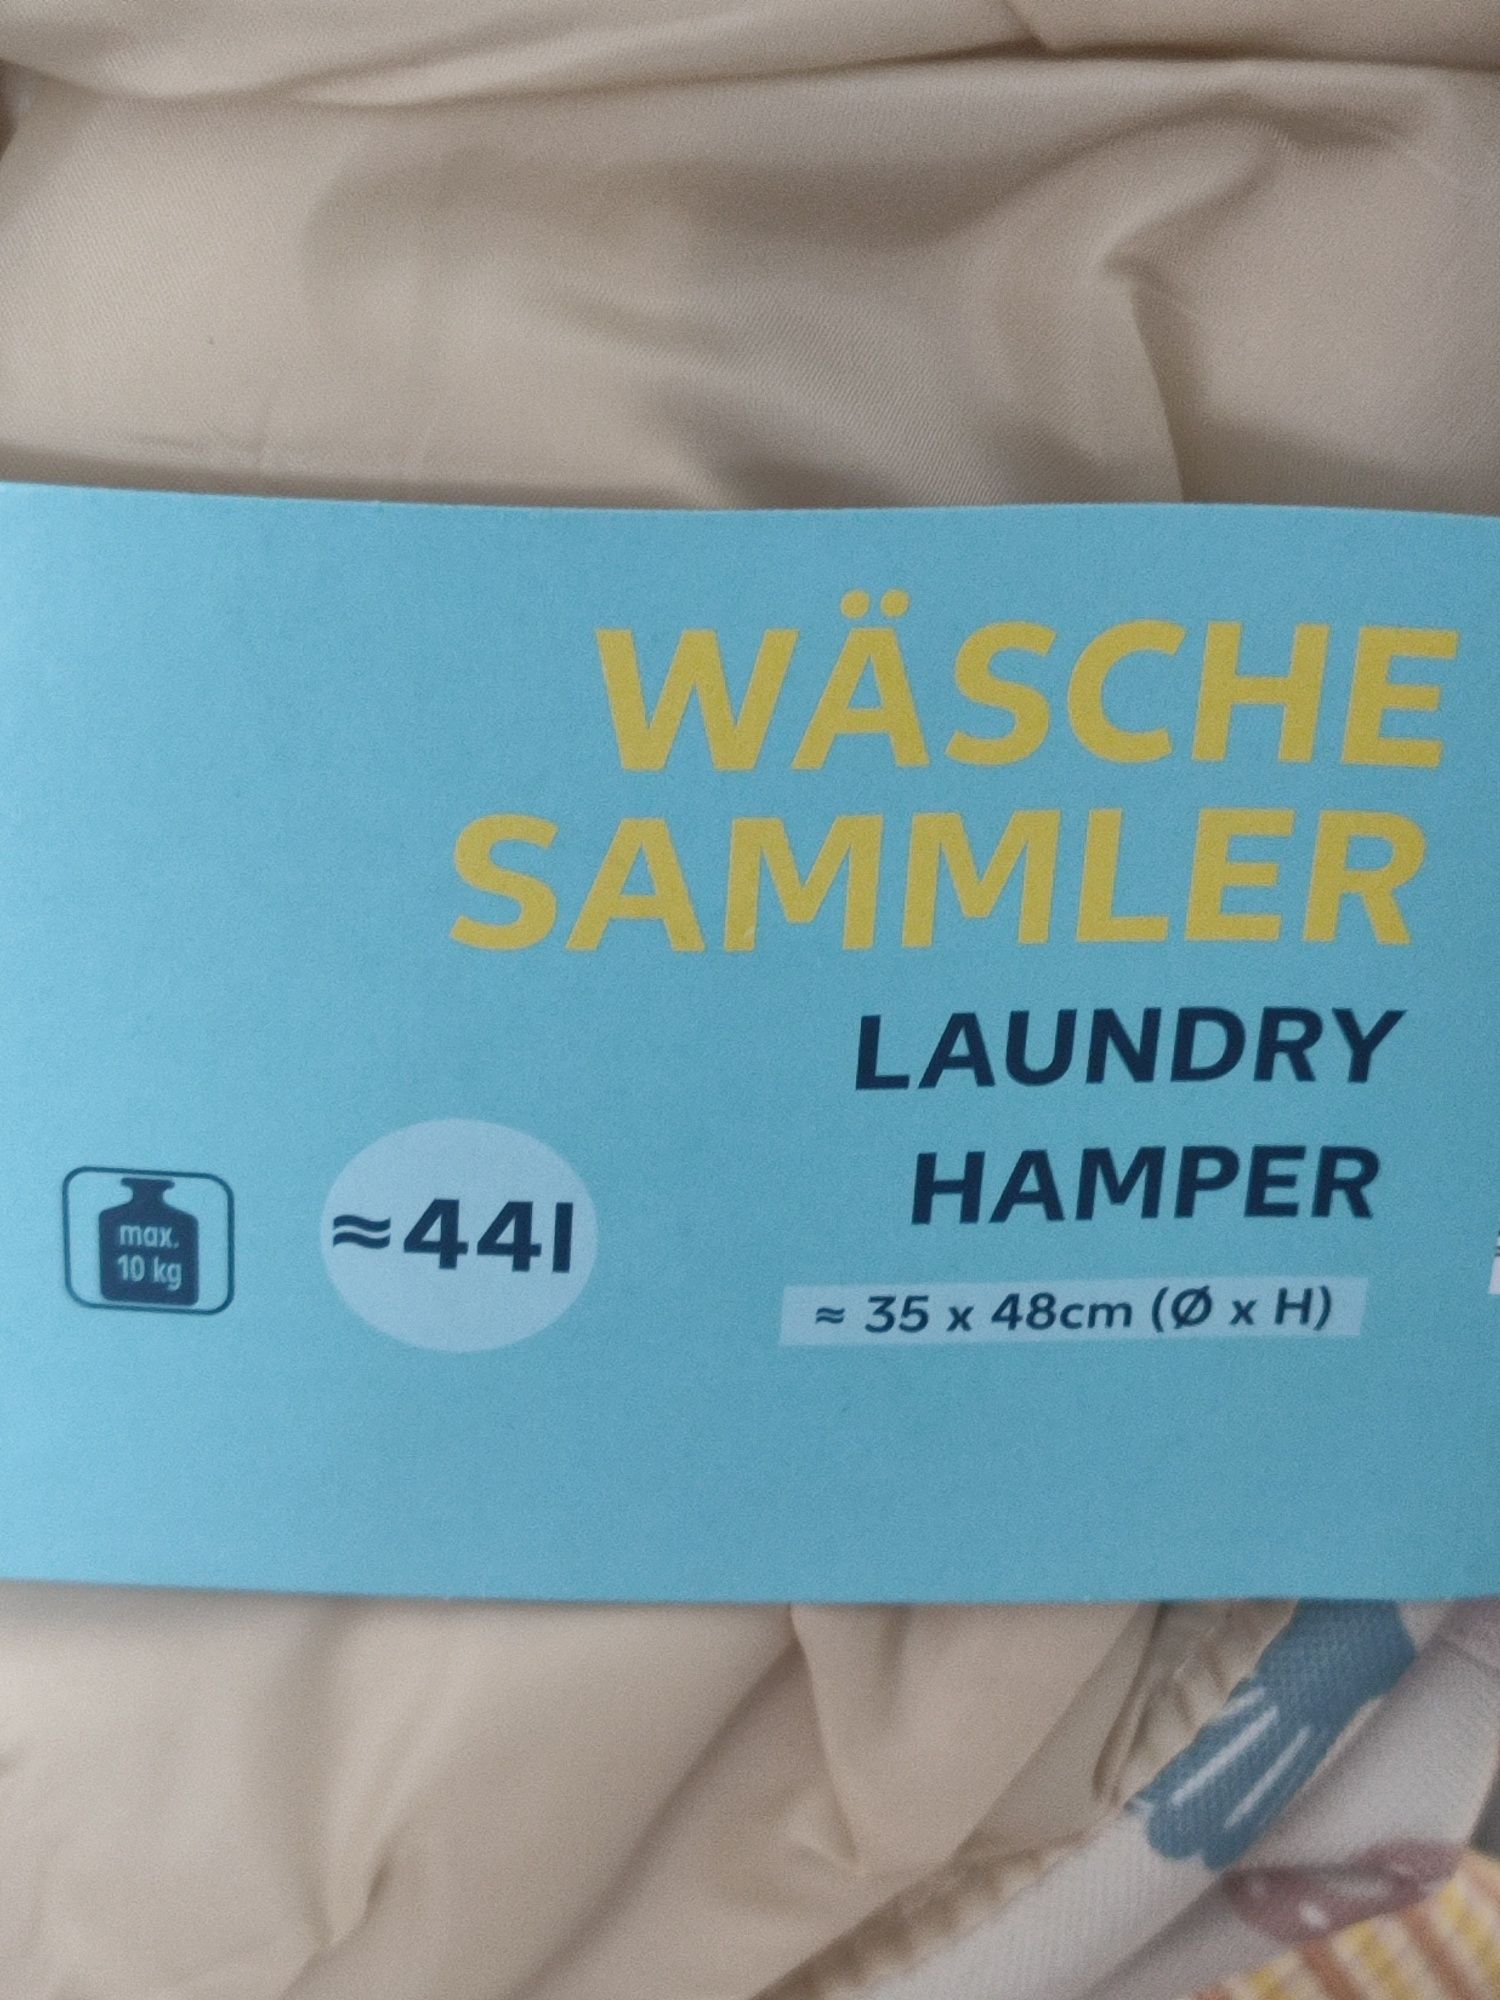 WÄSCHE
SAMMLER
LAUNDRY
HAMPER
max.
10 kg
≈44l
≈ 35 x 48cm (Ø x H)